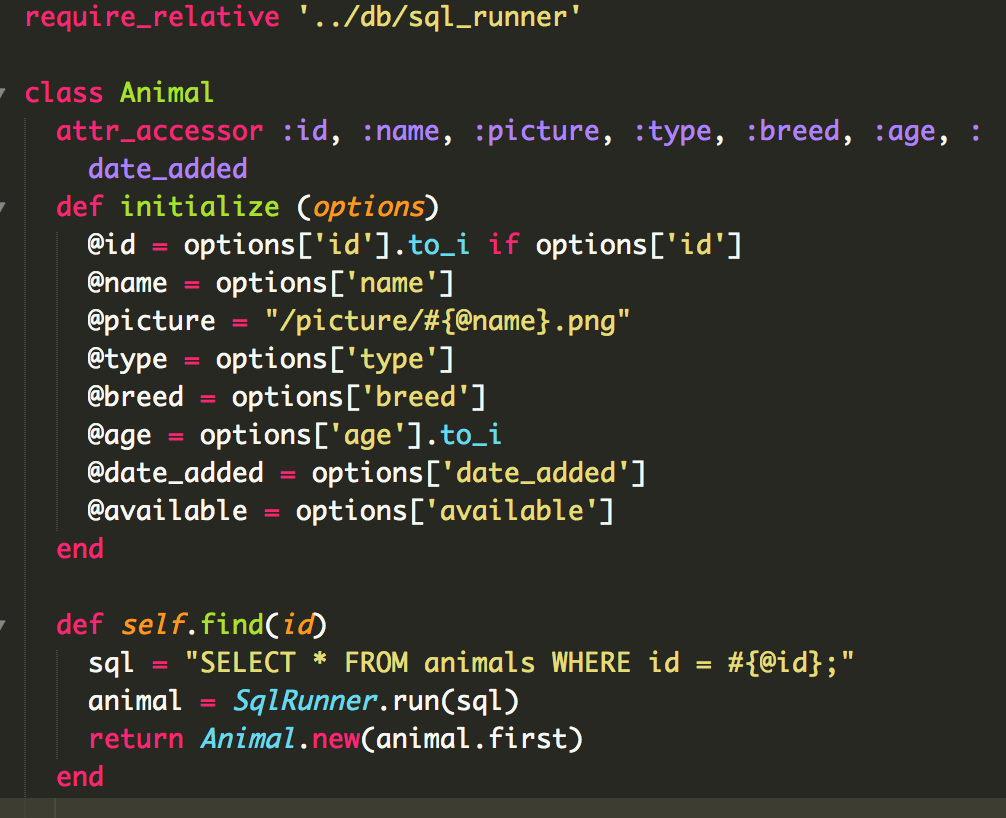 require_relative '../db/sql_runner'
class Animal
attr_accessor :id, :name, :picture, :type, :breed, :age, :
date_added
def initialize (options)
@id = options['id'].to_i if options['id']
@name = options['name']
@picture = "/picture/#{@name}.png"
@type = options['type']
@breed = options['breed']
@age = options['age'].to_i
@date_added = options['date_added']
@available = options['available']
end
def self.find(id)
sql = "SELECT * FROM animals WHERE id = #{@id};"
animal = SqlRunner.run(sql)
return Animal.new(animal.first)
end